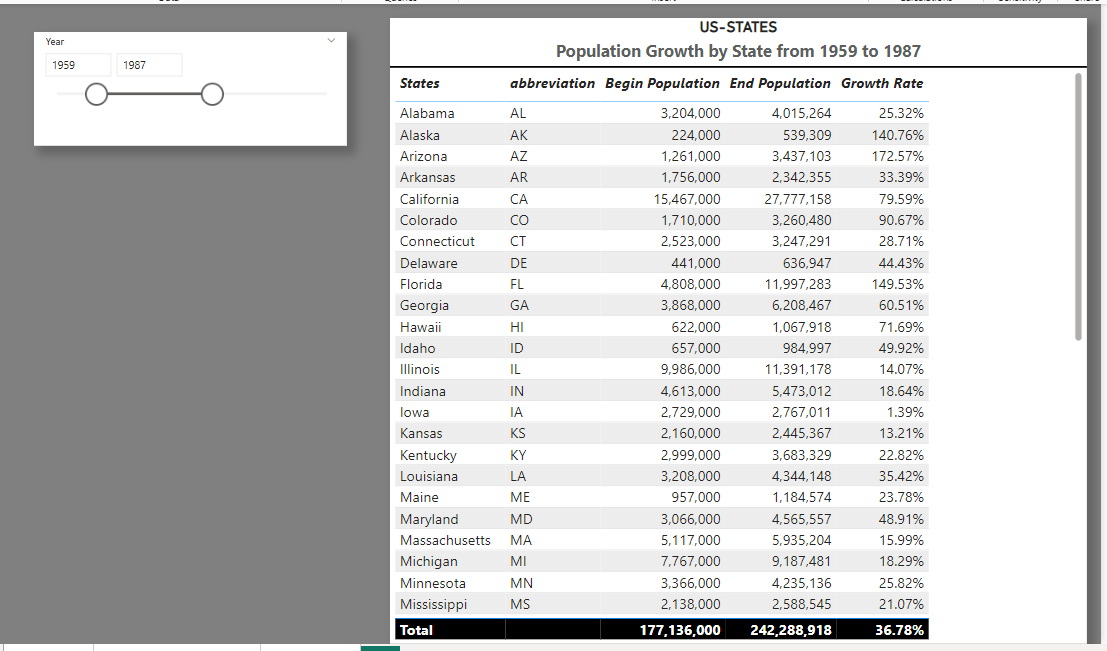 Year
1959 1987
US-STATES
Population Growth by State from 1959 to 1987
States abbreviation Begin Population End Population Growth Rate
Alabama AL 3,204,000 4,015,264 25.32%
Alaska AK 224,000 539,309 140.76%
Arizona AZ 1,261,000 3,437,103 172.57%
Arkansas AR 1,756,000 2,342,355 33.39%
California CA 15,467,000 27,777,158 79.59%
Colorado CO 1,710,000 3,260,480 90.67%
Connecticut CT 2,523,000 3,247,291 28.71%
Delaware DE 441,000 636,947 44.43%
Florida FL 4,808,000 11,997,283 149.53%
Georgia GA 3,868,000 6,208,467 60.51%
Hawaii HI 622,000 1,067,918 71.69%
Idaho ID 657,000 984,997 49.92%
Illinois IL 9,986,000 11,391,178 14.07%
Indiana IN 4,613,000 5,473,012 18.64%
Iowa IA 2,729,000 2,767,011 1.39%
Kansas KS 2,160,000 2,445,367 13.21%
Kentucky KY 2,999,000 3,683,329 22.82%
Louisiana LA 3,208,000 4,344,148 35.42%
Maine ME 957,000 1,184,574 23.78%
Maryland MD 3,066,000 4,565,557 48.91%
Massachusetts MA 5,117,000 5,935,204 15.99%
Michigan MI 7,767,000 9,187,481 18.29%
Minnesota MN 3,366,000 4,235,136 25.82%
Mississippi MS 2,138,000 2,588,545 21.07%
Total 177,136,000 242,288,918 36.78%